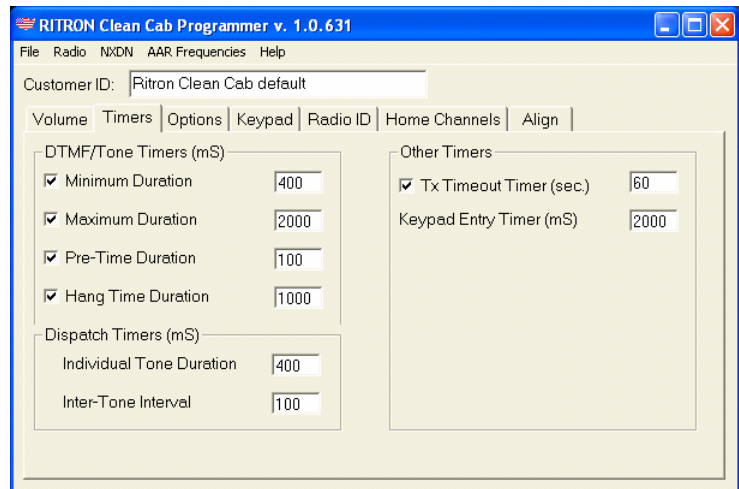 RITRON Clean Cab Programmer v. 1.0.631
File Radio NXDN AAR Frequencies Help
Customer ID: Ritron Clean Cab default
Volume Timers Options Keypad Radio ID Home Channels Align
DTMF/Tone Timers (mS)
Minimum Duration 400
Maximum Duration 2000
Pre-Time Duration 100
Hang Time Duration 1000
Dispatch Timers (mS)
Individual Tone Duration 400
Inter-Tone Interval 100
Other Timers
Tx Timeout Timer (sec.) 60
Keypad Entry Timer (mS) 2000